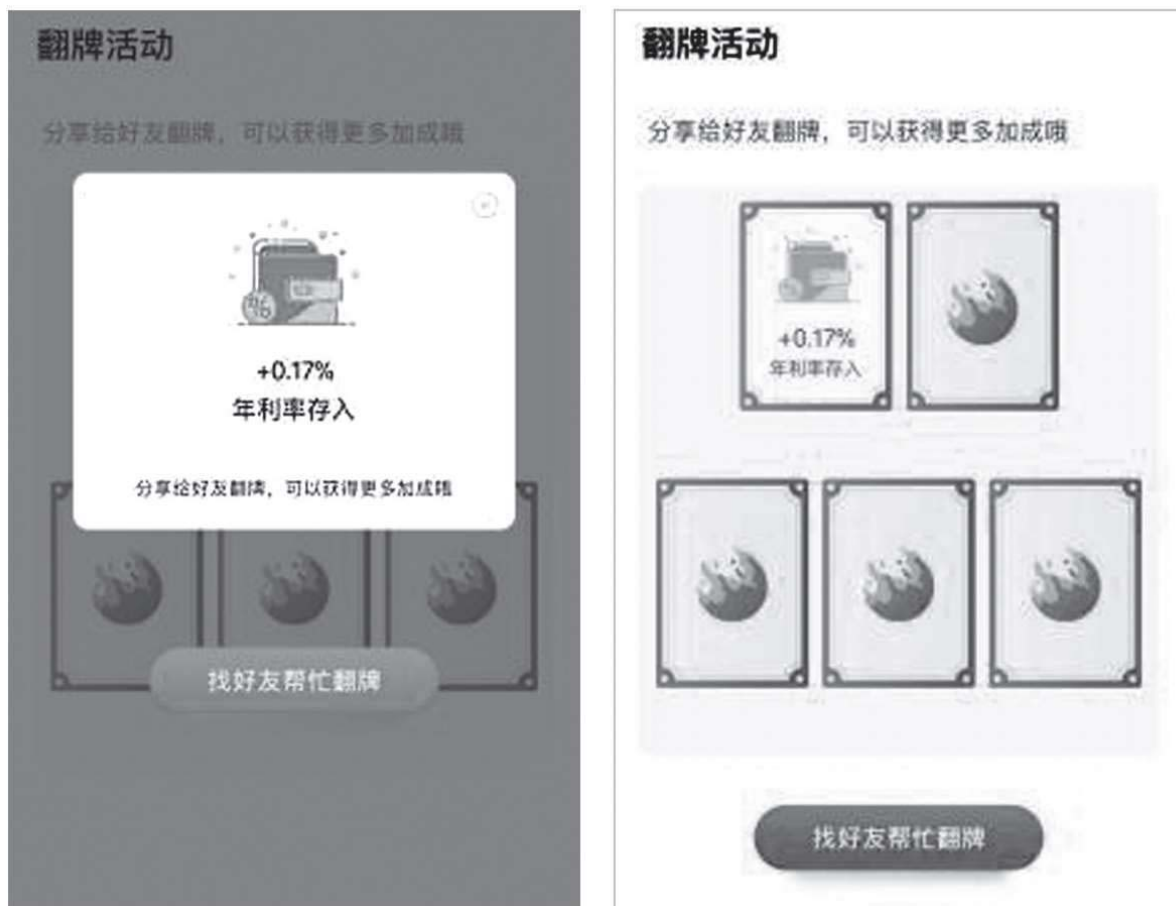 翻牌活动
分享给好友翻牌，可以获得更多加成哦
+0.17%
年利率存入
分享给好友翻牌，可以获得更多加成哦
找好友帮忙翻牌
翻牌活动
分享给好友翻牌，可以获得更多加成哦
+0.17%
年利率存入
找好友帮忙翻牌